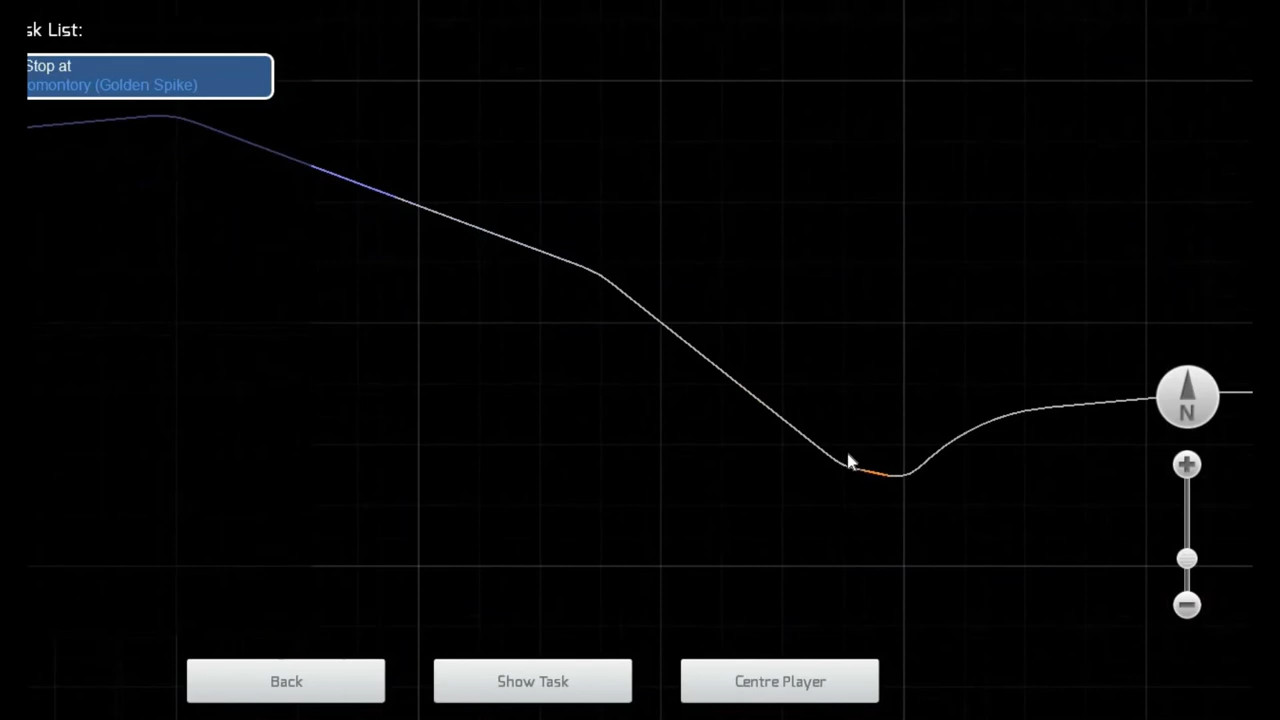 sk List:
Stop at
omontory (Golden Spike)
N
Back
Show Task
Centre Player